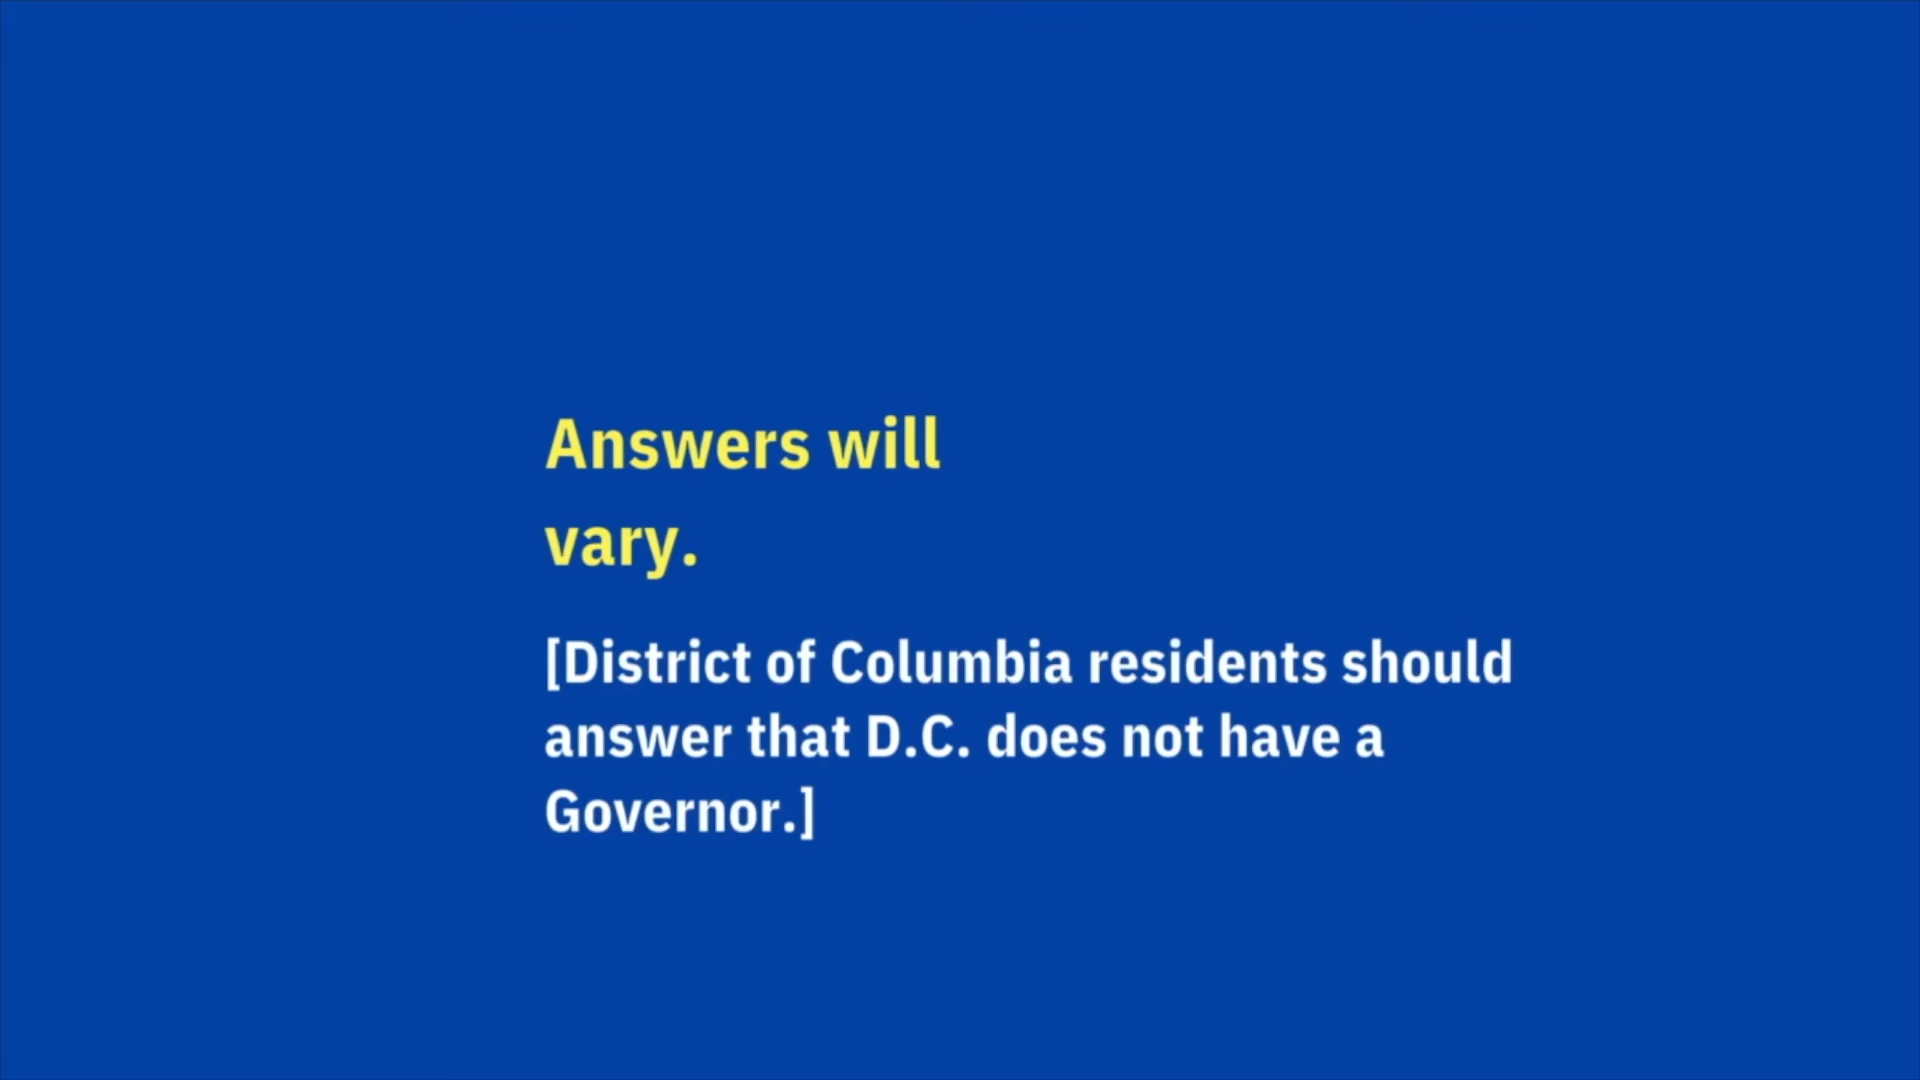 Answers will
vary.
[District of Columbia residents should
answer that D.C. does not have a
Governor.]